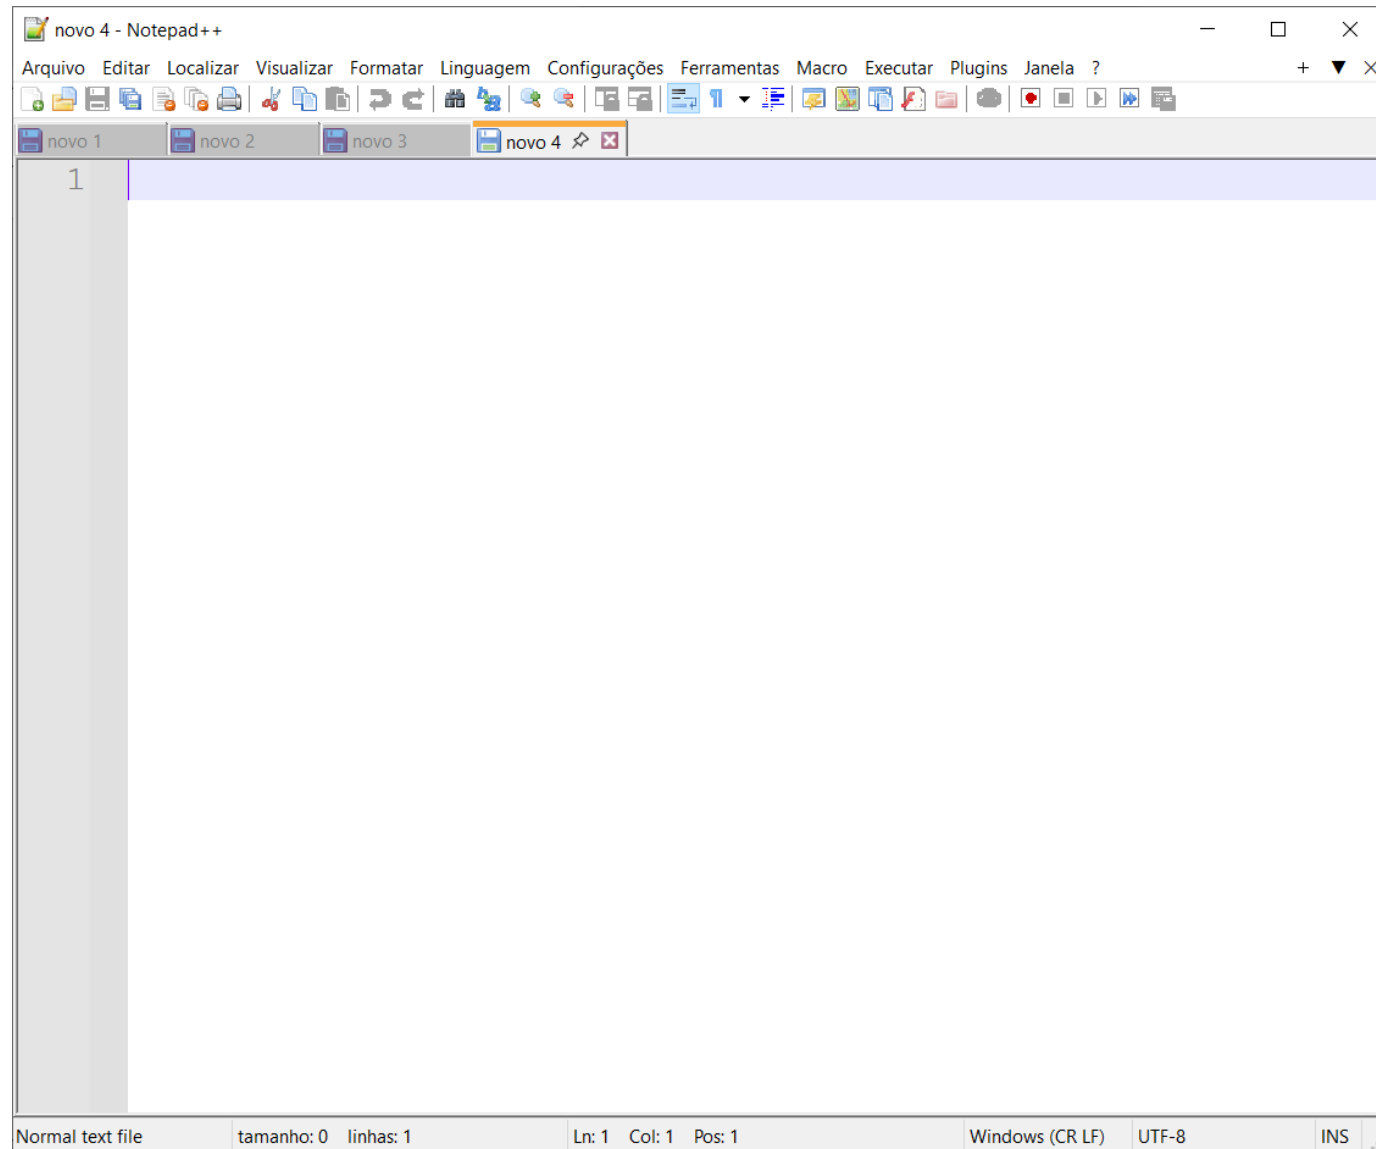 novo 4 - Notepad++
Arquivo Editar Localizar Visualizar Formatar Linguagem Configurações Ferramentas Macro Executar Plugins Janela ?
novo 1 novo 2 novo 3 novo 4
1
Normal text file tamanho: 0 linhas: 1 Ln: 1 Col: 1 Pos: 1 Windows (CR LF) UTF-8 INS